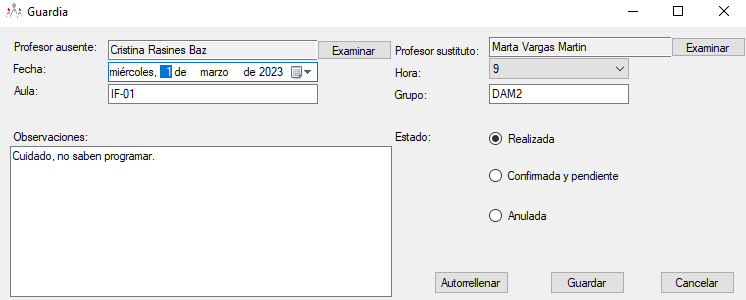 Guardia
Profesor ausente: Cristina Rasines Baz Examinar Profesor sustituto: Marta Vargas Martin Examinar
Fecha: miércoles, 1 de marzo de 2023 Hora: 9
Aula: IF-01 Grupo: DAM2
Observaciones: Estado: Realizada
Cuidado, no saben programar.
Confirmada y pendiente
Anulada
Autorrellenar Guardar Cancelar